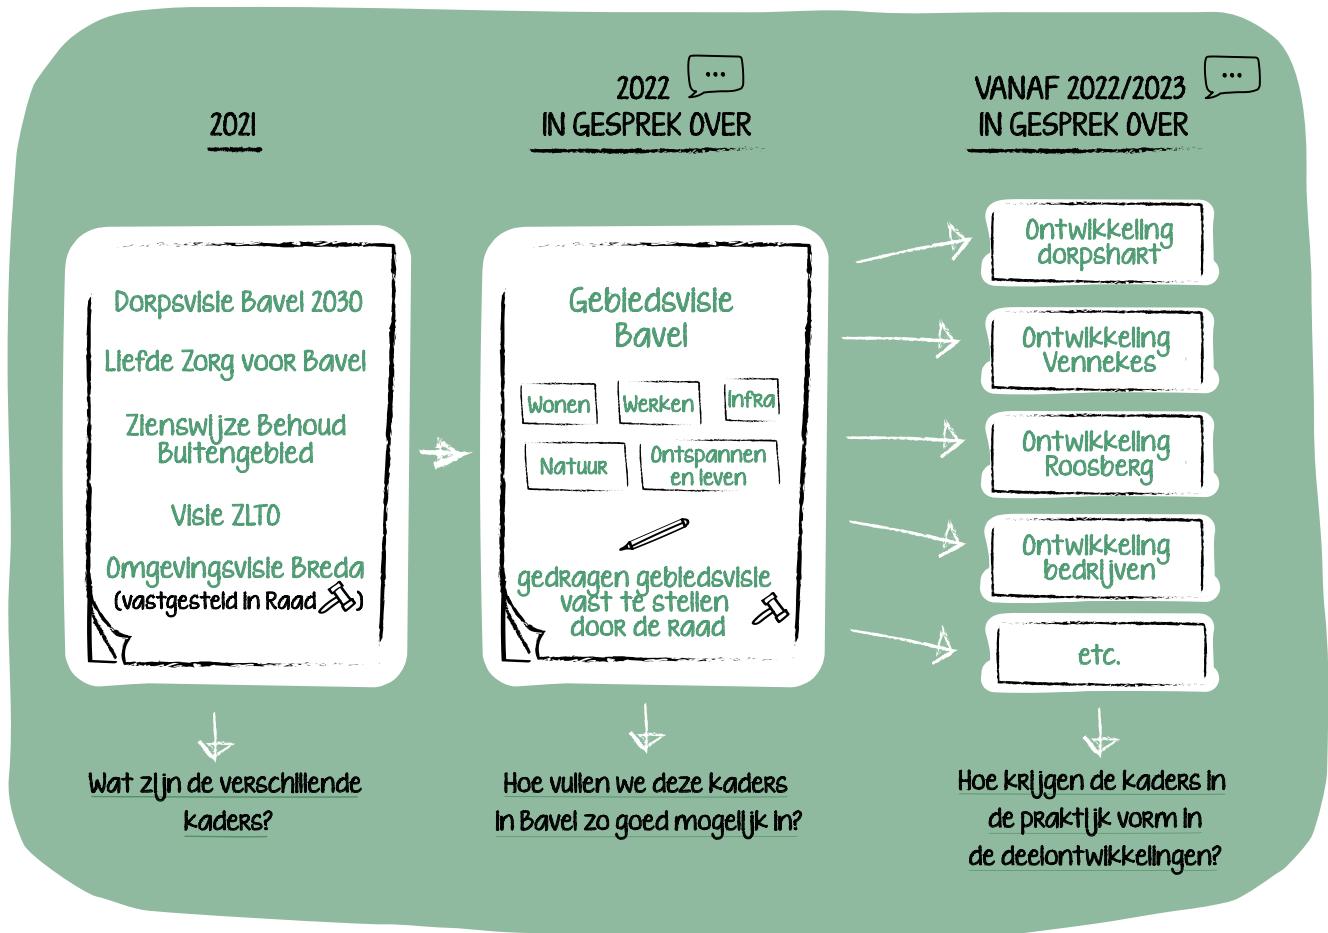 2021
Dorpsvisie Bavel 2030
Liefde Zorg voor Bavel
Zienswijze Behoud
Buitengebied
Visie ZLTO
Omgevingsvisie Breda
(vastgesteld in Raad )
Wat zijn de verschillende
kaders?
2022
IN GESPREK OVER
Gebiedsvisie
Bavel
Wonen
Werken
Infra
Natuur
Ontspannen
en leven
gedragen gebiedsvisie
vast te stellen
door de raad
Hoe vullen we deze kaders
in Bavel zo goed mogelijk in?
VANAF 2022/2023
IN GESPREK OVER
Ontwikkeling
dorpshart
Ontwikkeling
Vennekes
Ontwikkeling
Roosberg
Ontwikkeling
bedrijven
etc.
Hoe krijgen de kaders in
de praktijk vorm in
de deelontwikkelingen?